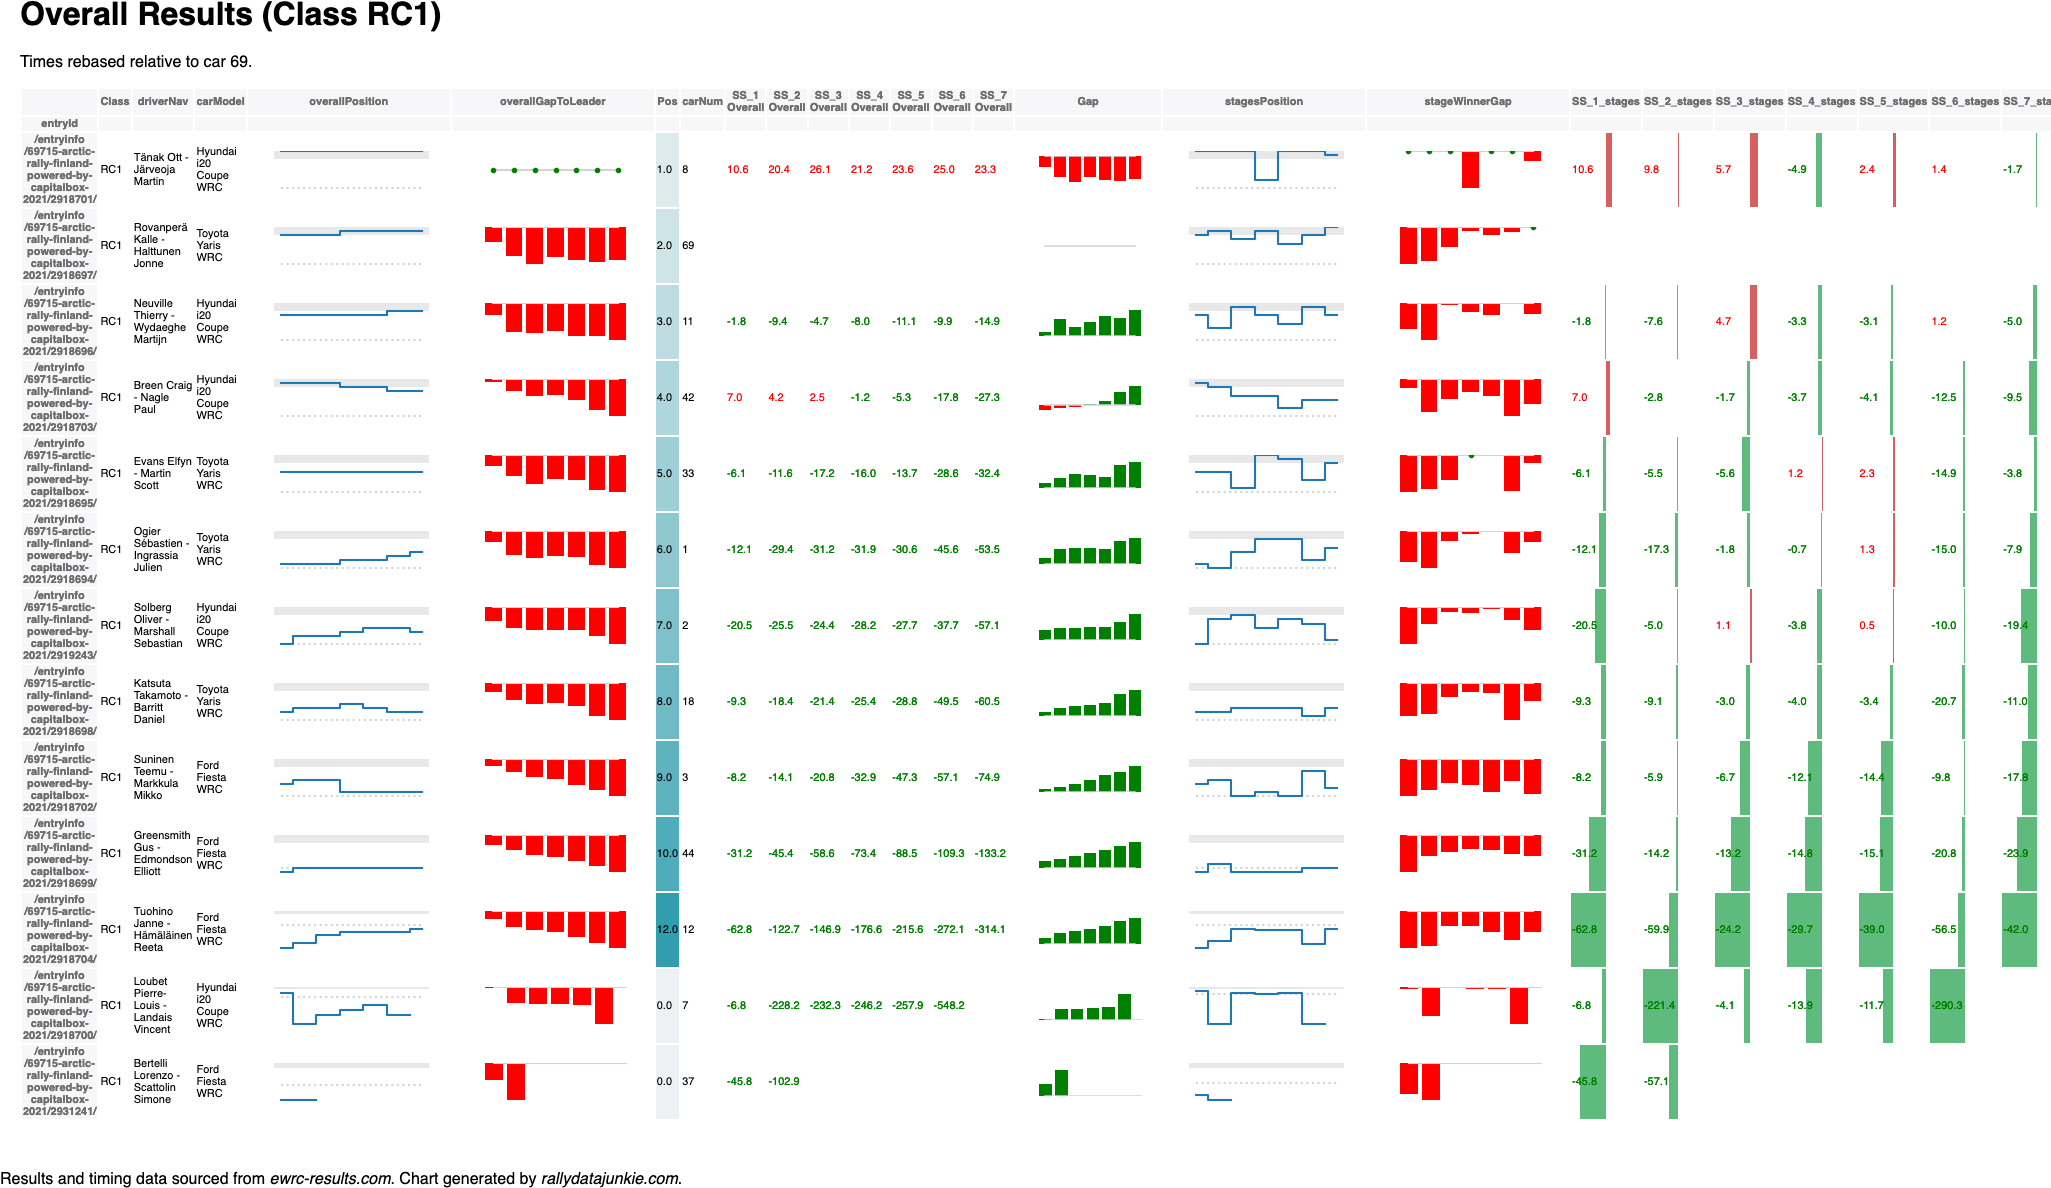 Overall Results (Class RC1)
Times rebased relative to car 69.
Class driverNav carModel overallPosition overallGapToLeader Pos carNum SS_1 Overall SS_2 Overall SS_3 Overall SS_4 Overall SS_5 Overall SS_6 Overall SS_7 Overall Gap stagesPosition stageWinnerGap SS_1_stages SS_2_stages SS_3_stages SS_4_stages SS_5_stages SS_6_stages SS_7_sta
entryId
/entryinfo/69715-arctic-rally-finland-powered-by-capitalbox-2021/2918701/ RC1 Tänak Ott - Järveoja Martin Hyundai i20 Coupe WRC 1.0 8 10.6 20.4 26.1 21.2 23.6 25.0 23.3 10.6 9.8 5.7 -4.9 2.4 1.4 -1.7
/entryinfo/69715-arctic-rally-finland-powered-by-capitalbox-2021/2918697/ RC1 Rovanperä Kalle - Halttunen Jonne Toyota Yaris WRC 2.0 69
/entryinfo/69715-arctic-rally-finland-powered-by-capitalbox-2021/2918696/ RC1 Neuville Thierry - Wydaeghe Martijn Hyundai i20 Coupe WRC 3.0 11 -1.8 -9.4 -4.7 -8.0 -11.1 -9.9 -14.9 -1.8 -7.6 4.7 -3.3 -3.1 1.2 -5.0
/entryinfo/69715-arctic-rally-finland-powered-by-capitalbox-2021/2918703/ RC1 Breen Craig - Nagle Paul Hyundai i20 Coupe WRC 4.0 42 7.0 4.2 2.5 -1.2 -5.3 -17.8 -27.3 7.0 -2.8 -1.7 -3.7 -4.1 -12.5 -9.5
/entryinfo/69715-arctic-rally-finland-powered-by-capitalbox-2021/2918695/ RC1 Evans Elfyn - Martin Scott Toyota Yaris WRC 5.0 33 -6.1 -11.6 -17.2 -16.0 -13.7 -28.6 -32.4 -6.1 -5.5 -5.6 1.2 2.3 -14.9 -3.8
/entryinfo/69715-arctic-rally-finland-powered-by-capitalbox-2021/2918694/ RC1 Ogier Sébastien - Ingrassia Julien Toyota Yaris WRC 6.0 1 -12.1 -29.4 -31.2 -31.9 -30.6 -45.6 -53.5 -12.1 -17.3 -1.8 -0.7 1.3 -15.0 -7.9
/entryinfo/69715-arctic-rally-finland-powered-by-capitalbox-2021/2919243/ RC1 Solberg Oliver - Marshall Sebastian Hyundai i20 Coupe WRC 7.0 2 -20.5 -25.5 -24.4 -28.2 -27.7 -37.7 -57.1 -20.5 -5.0 1.1 -3.8 0.5 -10.0 -19.4
/entryinfo/69715-arctic-rally-finland-powered-by-capitalbox-2021/2918698/ RC1 Katsuta Takamoto - Barritt Daniel Toyota Yaris WRC 8.0 18 -9.3 -18.4 -21.4 -25.4 -28.8 -49.5 -60.5 -9.3 -9.1 -3.0 -4.0 -3.4 -20.7 -11.0
/entryinfo/69715-arctic-rally-finland-powered-by-capitalbox-2021/2918702/ RC1 Suninen Teemu - Markkula Mikko Ford Fiesta WRC 9.0 3 -8.2 -14.1 -20.8 -32.9 -47.3 -57.1 -74.9 -8.2 -5.9 -6.7 -12.1 -14.4 -9.8 -17.8
/entryinfo/69715-arctic-rally-finland-powered-by-capitalbox-2021/2918699/ RC1 Greensmith Gus - Edmondson Elliott Ford Fiesta WRC 10.0 44 -31.2 -45.4 -58.6 -73.4 -88.5 -109.3 -133.2 -31.2 -14.2 -13.2 -14.8 -15.1 -20.8 -23.9
/entryinfo/69715-arctic-rally-finland-powered-by-capitalbox-2021/2918704/ RC1 Tuohino Janne - Hämäläinen Reeta Ford Fiesta WRC 12.0 12 -62.8 -122.7 -146.9 -176.6 -215.6 -272.1 -314.1 -62.8 -59.9 -24.2 -29.7 -39.0 -56.5 -42.0
/entryinfo/69715-arctic-rally-finland-powered-by-capitalbox-2021/2918700/ RC1 Loubet Pierre-Louis - Landais Vincent Hyundai i20 Coupe WRC 0.0 7 -6.8 -228.2 -232.3 -246.2 -257.9 -548.2 -6.8 -221.4 -4.1 -13.9 -11.7 -290.3
/entryinfo/69715-arctic-rally-finland-powered-by-capitalbox-2021/2931241/ RC1 Bertelli Lorenzo - Scattolin Simone Ford Fiesta WRC 0.0 37 -45.8 -102.9 -45.8 -57.1
Results and timing data sourced from ewrc-results.com. Chart generated by rallydatajunkie.com.